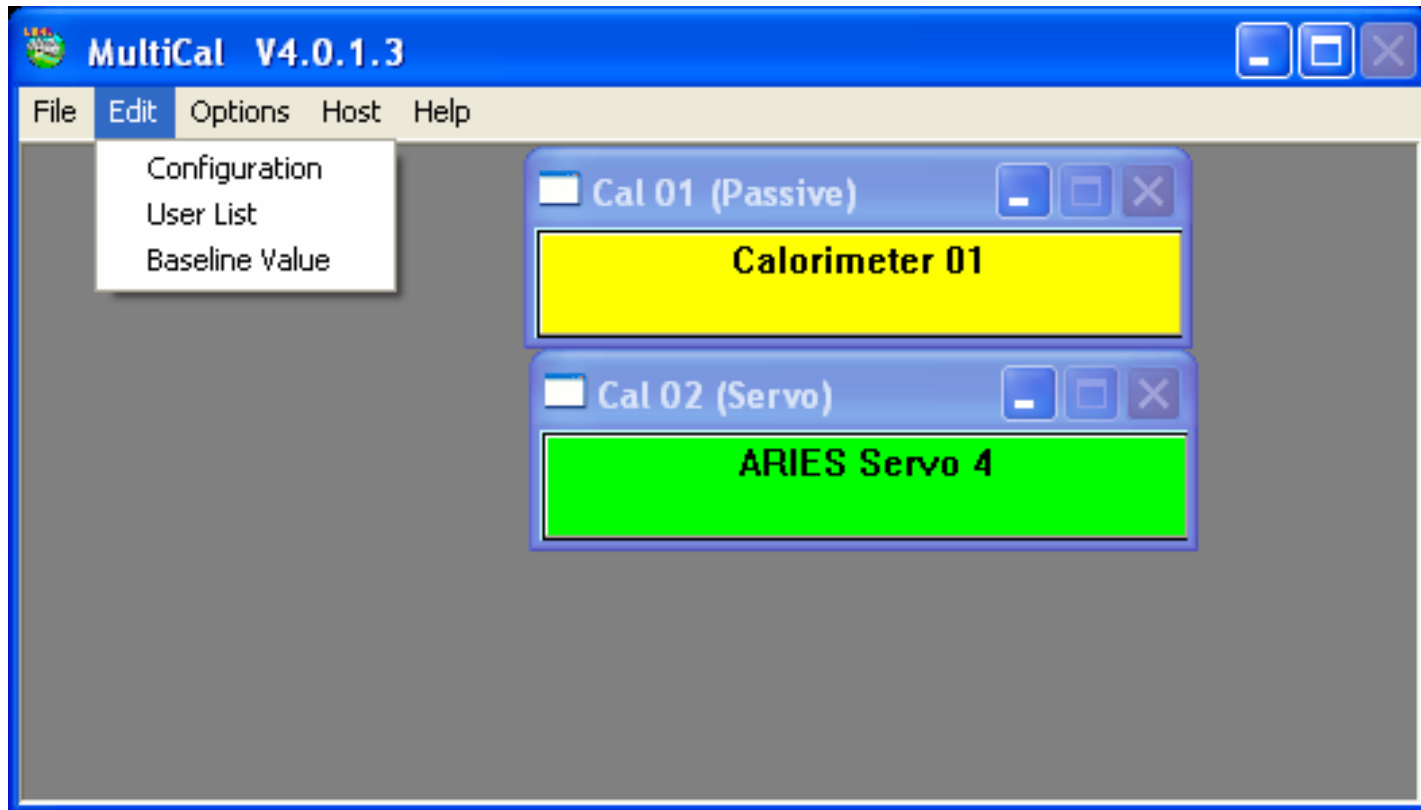 MultiCal V4.0.1.3
File Edit Options Host Help
Configuration
User List
Baseline Value
Cal 01 (Passive)
Calorimeter 01
Cal 02 (Servo)
ARIES Servo 4